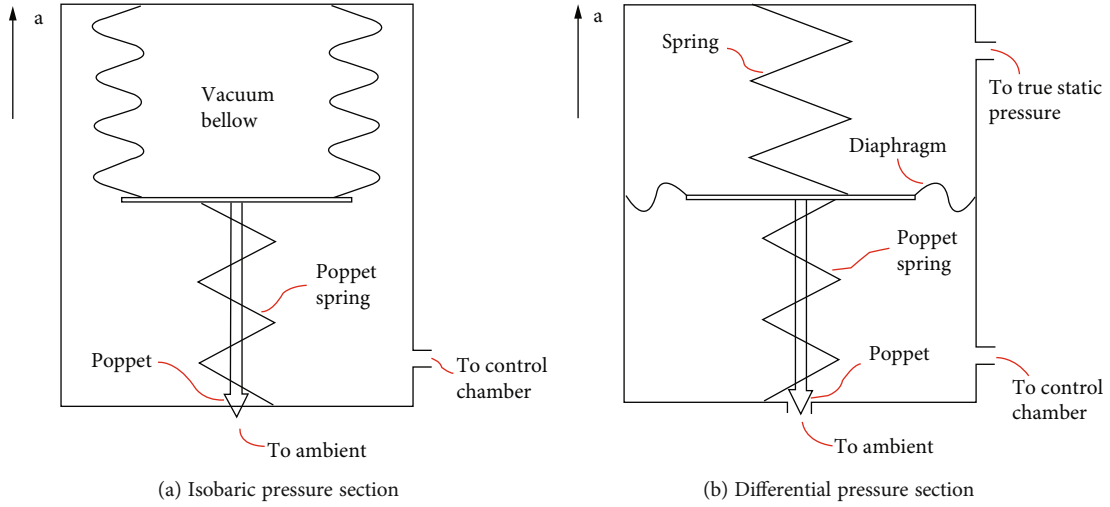 a
Vacuum
bellow
Poppet
spring
Poppet
To control
chamber
To ambient
(a) Isobaric pressure section
a
Spring
To true static
pressure
Diaphragm
Poppet
spring
Poppet
To control
chamber
To ambient
(b) Differential pressure section